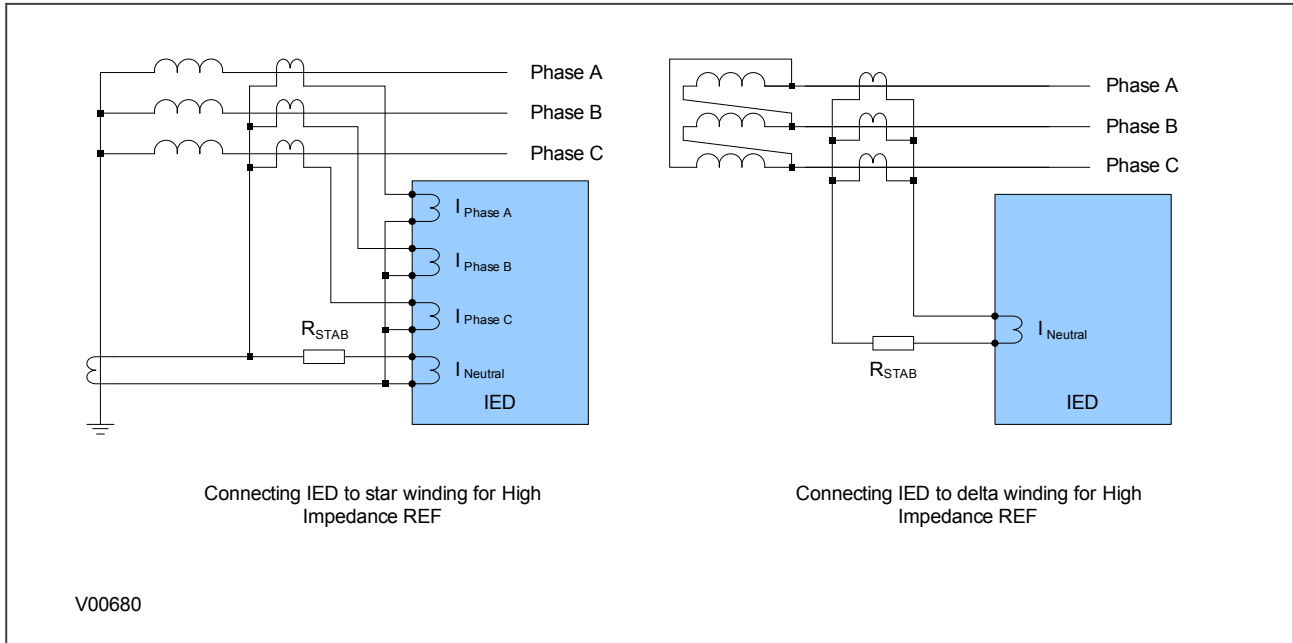 Phase A
Phase B
Phase C
I Phase A
I Phase B
I Phase C
RSTAB
I Neutral
IED
Connecting IED to star winding for High
Impedance REF
Phase A
Phase B
Phase C
I Neutral
RSTAB
IED
Connecting IED to delta winding for High
Impedance REF
V00680